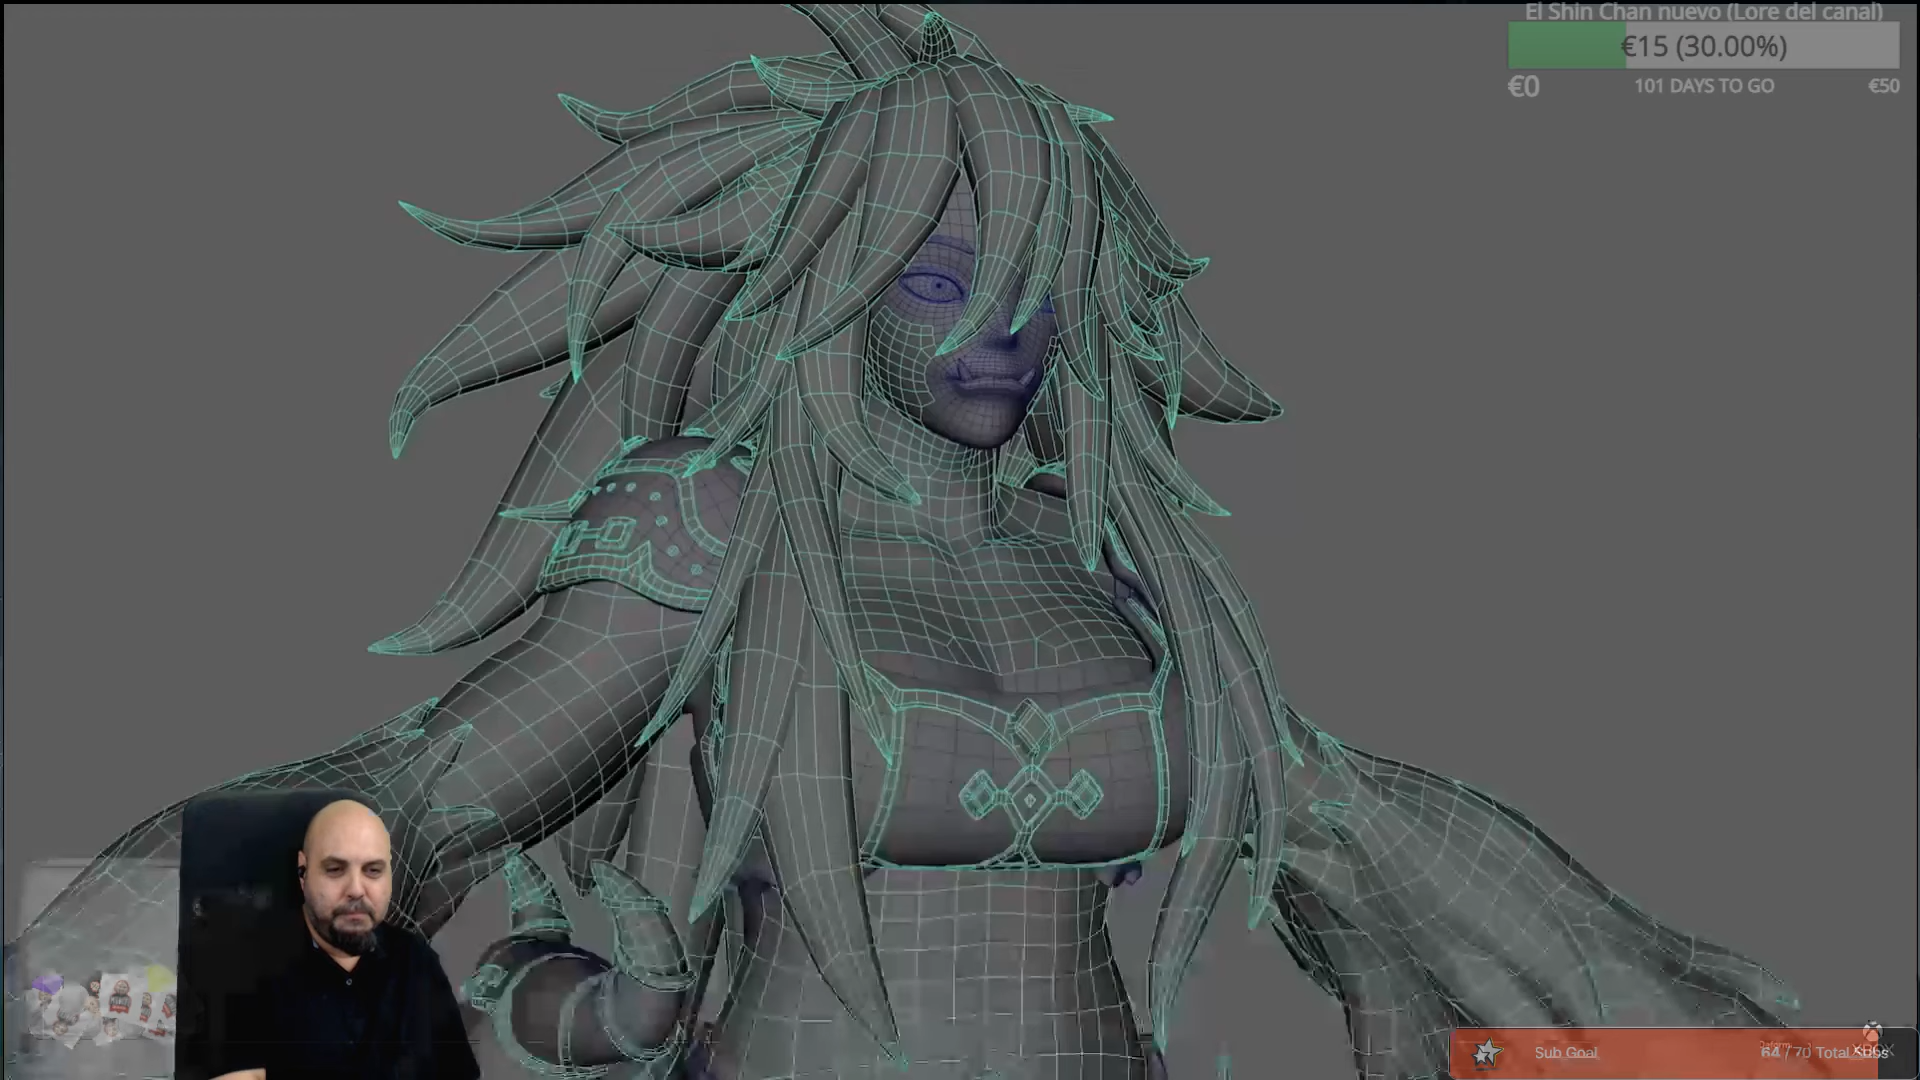 El Shin Chan nuevo (Lore del canal)
€15 (30.00%)
€0 101 DAYS TO GO €50
Sub Goal 64 / 70 Total Subs
XBOX